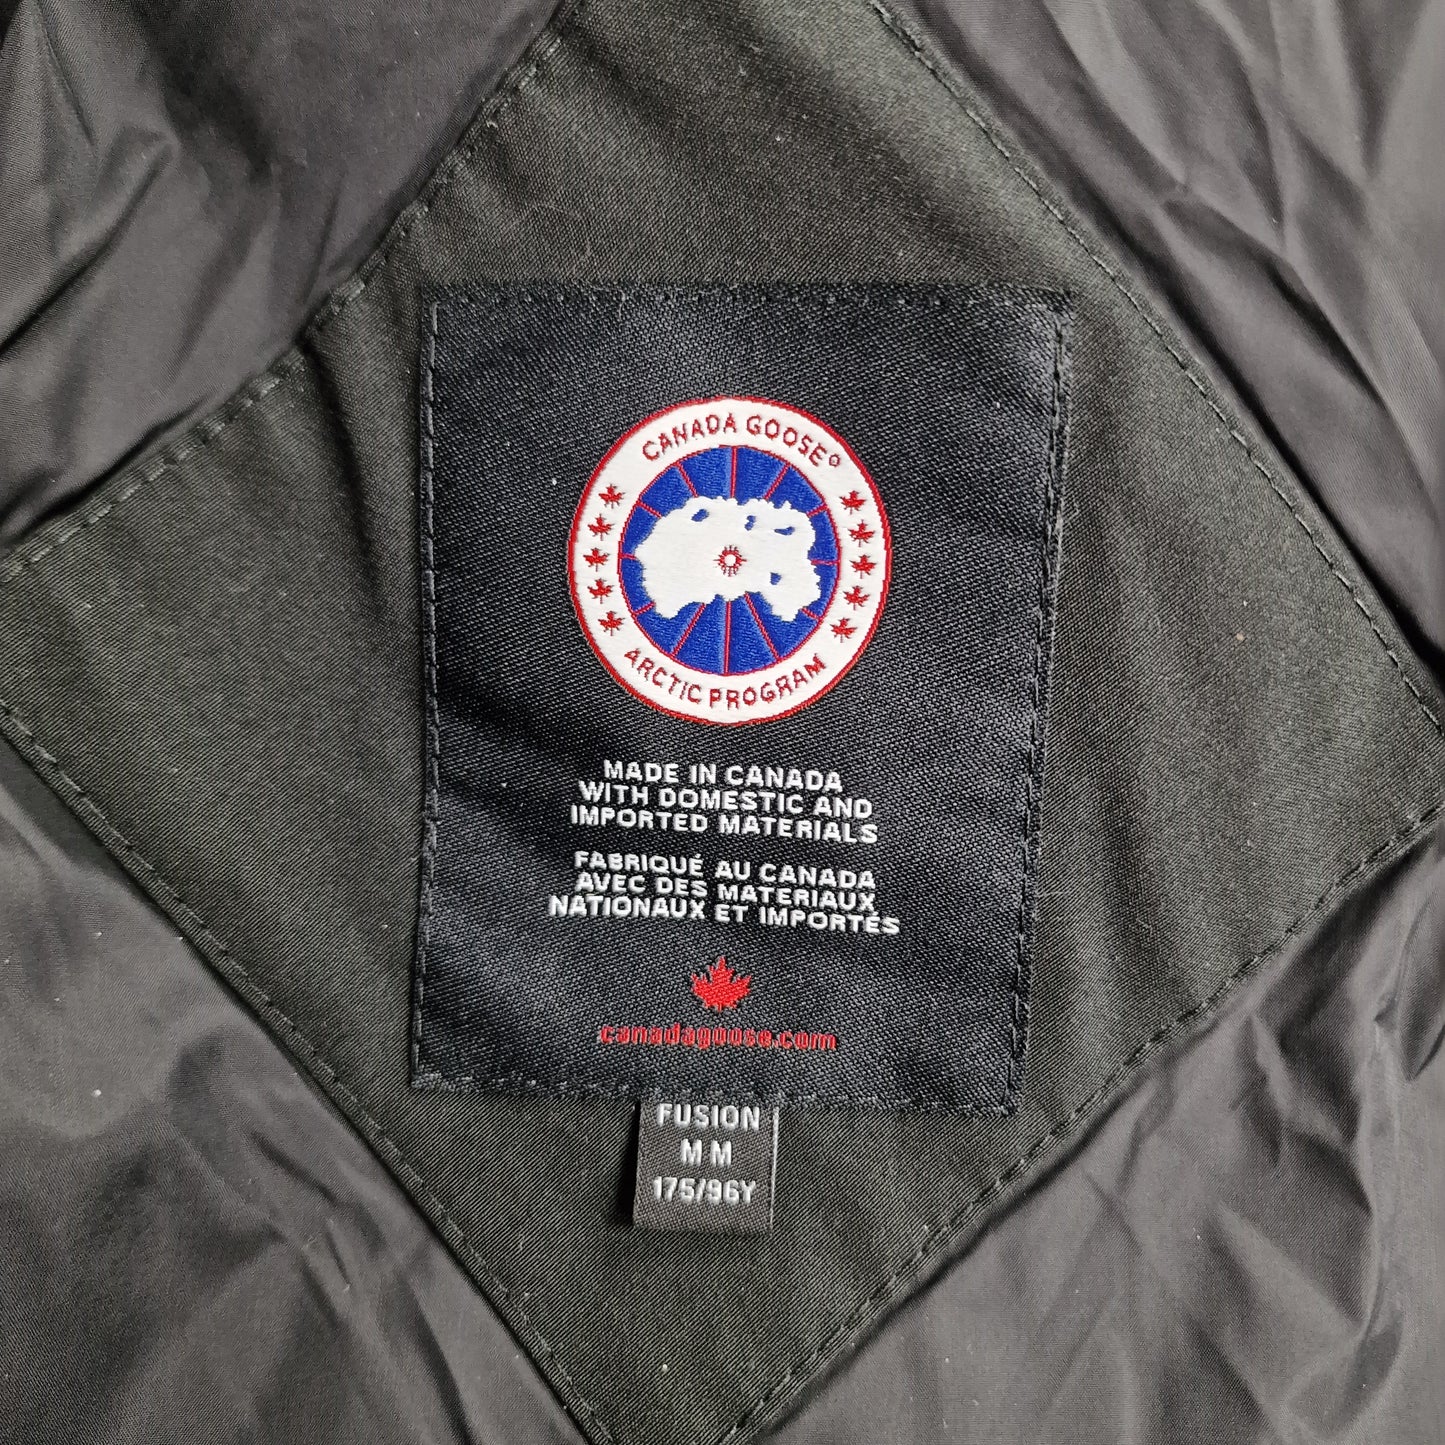 CANADA GOOSE
ARCTIC PROGRAM
MADE IN CANADA
WITH DOMESTIC AND
IMPORTED MATERIALS
FABRIQUÉ AU CANADA
AVEC DES MATERIAUX
NATIONAUX ET IMPORTÉS
canadagoose.com
FUSION
M M
175/96Y